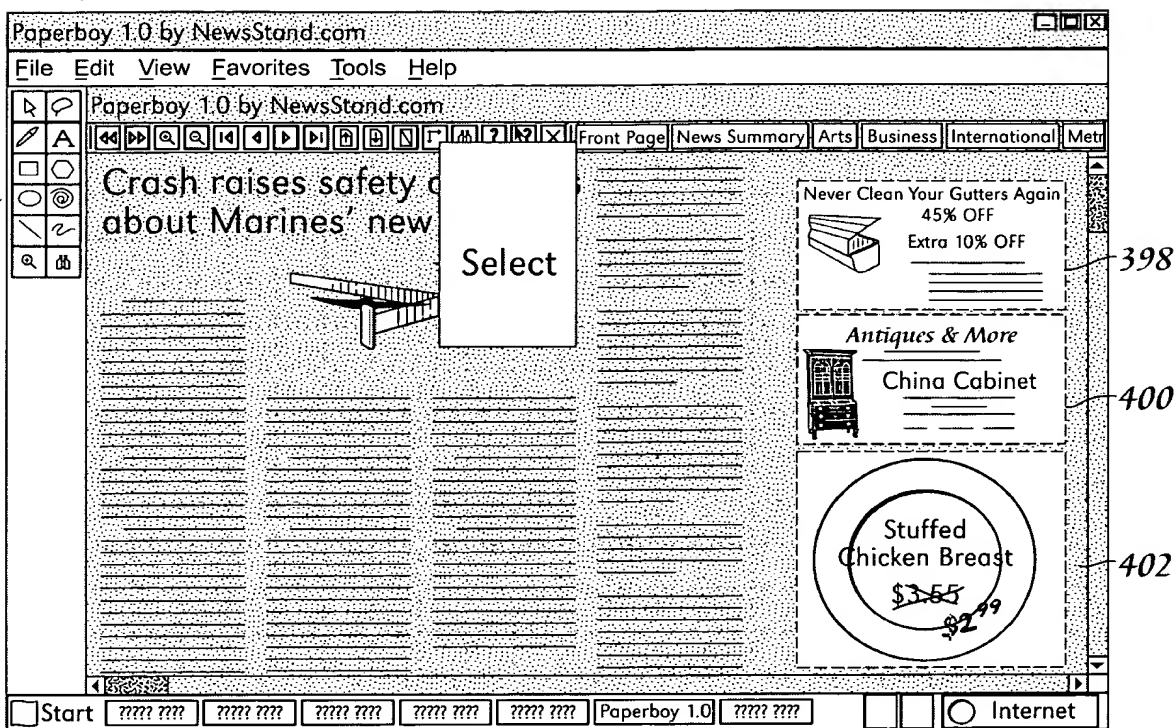 Paperboy 1.0 by NewsStand.com
File Edit View Favorites Tools Help
Paperboy 1.0 by NewsStand.com
A
Front Page News Summary Arts Business International Metr
Crash raises safety
about Marines' new
Select
Never Clean Your Gutters Again
45% OFF
Extra 10% OFF
398
Antiques & More
China Cabinet
400
Stuffed
Chicken Breast
$3.55
$2.99
402
Start ????? ???? ????? ???? ????? ???? ????? ???? ????? ???? Paperboy 1.0 ????? ???? Internet